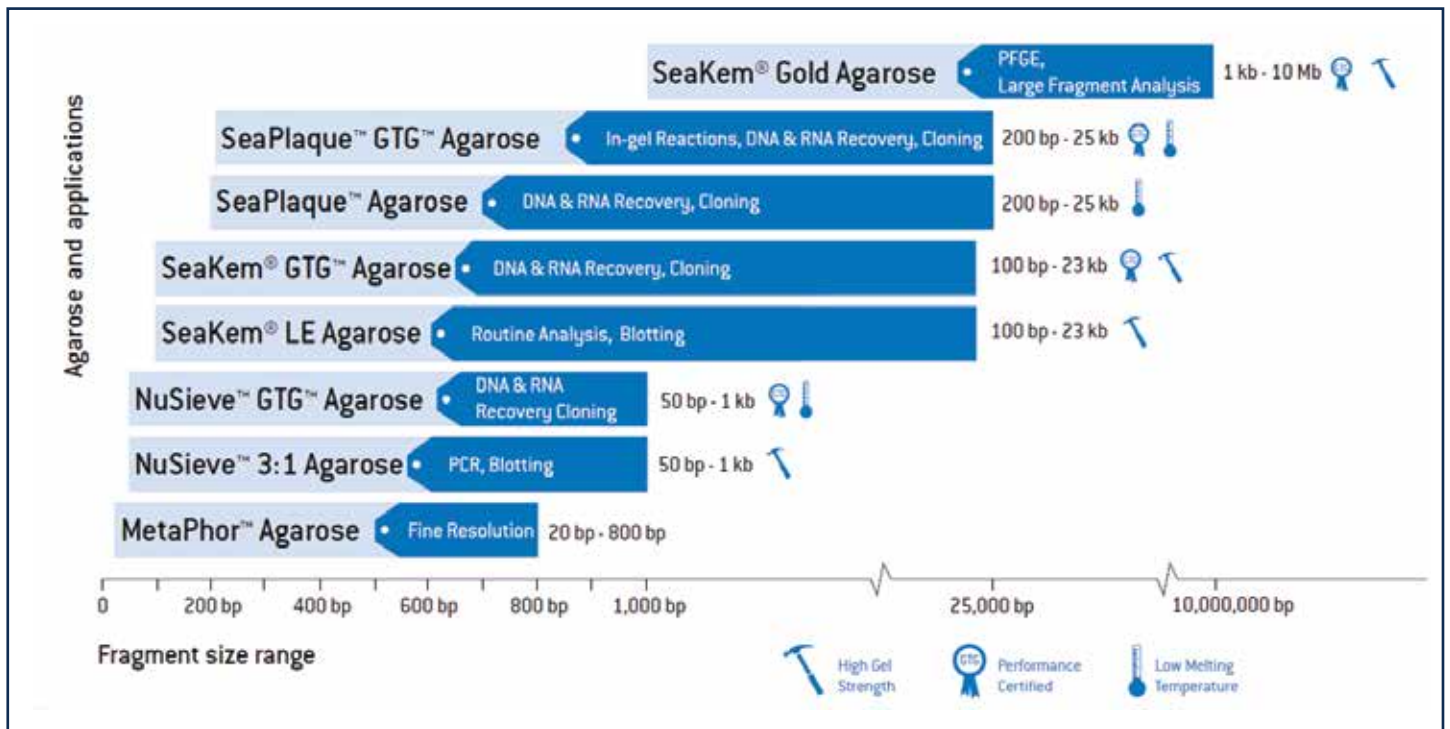 Agarose and applications
SeaKem® Gold Agarose
PFGE,
Large Fragment Analysis
1 kb - 10 Mb
SeaPlaque™ GTG™ Agarose
In-gel Reactions, DNA & RNA Recovery, Cloning
200 bp - 25 kb
SeaPlaque™ Agarose
DNA & RNA Recovery, Cloning
200 bp - 25 kb
SeaKem® GTG™ Agarose
DNA & RNA Recovery, Cloning
100 bp - 23 kb
SeaKem® LE Agarose
Routine Analysis, Blotting
100 bp - 23 kb
NuSieve™ GTG™ Agarose
DNA & RNA
Recovery Cloning
50 bp - 1 kb
NuSieve™ 3:1 Agarose
PCR, Blotting
50 bp - 1 kb
MetaPhor™ Agarose
Fine Resolution
20 bp - 800 bp
0 200 bp 400 bp 600 bp 800 bp 1,000 bp 25,000 bp 10,000,000 bp
Fragment size range
High Gel
Strength
GTG
Performance
Certified
Low Melting
Temperature